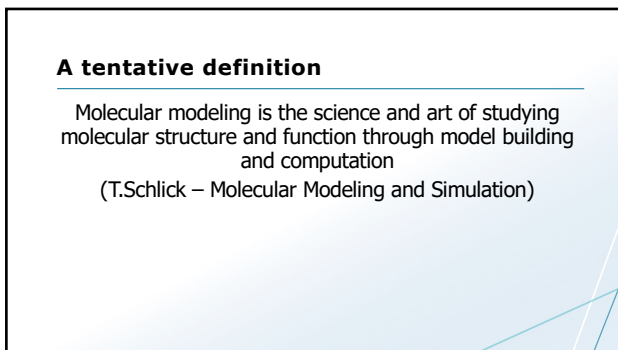 A tentative definition
Molecular modeling is the science and art of studying
molecular structure and function through model building
and computation
(T.Schlick – Molecular Modeling and Simulation)